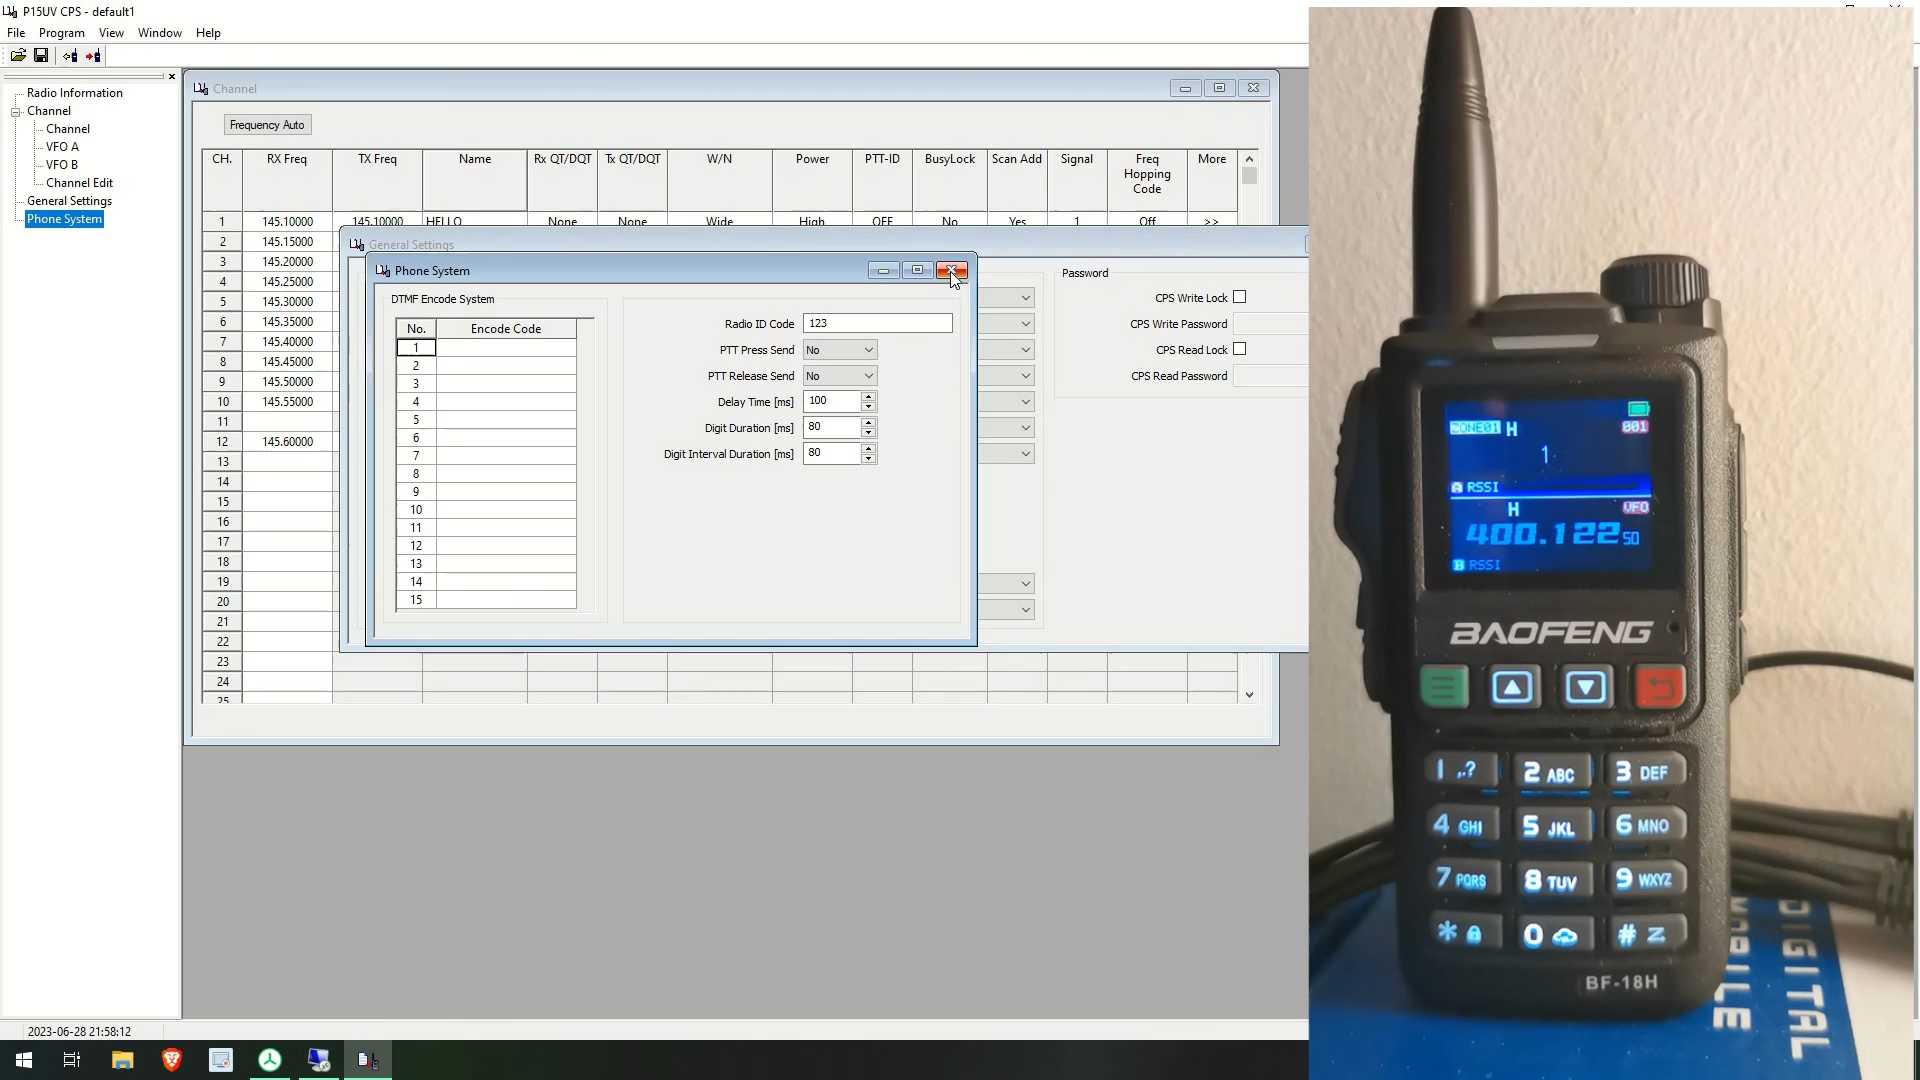 P15UV CPS - default1
File Program View Window Help
Radio Information
Channel
Channel
VFO A
VFO B
Channel Edit
General Settings
Phone System
Channel
Frequency Auto
CH. RX Freq TX Freq Name Rx QT/DQT Tx QT/DQT W/N Power PTT-ID BusyLock Scan Add Signal Freq Hopping Code More
1 145.10000 145.10000 HELLO None None Wide High OFF No Yes 1 Off >>
2 145.15000
3 145.20000
4 145.25000
5 145.30000
6 145.35000
7 145.40000
8 145.45000
9 145.50000
10 145.55000
11
12 145.60000
13
14
15
16
17
18
19
20
21
22
23
24
25
General Settings
Password
CPS Write Lock
CPS Write Password
CPS Read Lock
CPS Read Password
Phone System
DTMF Encode System
No. Encode Code
1
2
3
4
5
6
7
8
9
10
11
12
13
14
15
Radio ID Code 123
PTT Press Send No
PTT Release Send No
Delay Time [ms] 100
Digit Duration [ms] 80
Digit Interval Duration [ms] 80
2023-06-28 21:58:12
ZONE01 H 001
1
A RSSI
H VFO
400.12250
B RSSI
BAOFENG
1 ,.? 2 ABC 3 DEF
4 GHI 5 JKL 6 MNO
7 PQRS 8 TUV 9 WXYZ
* 0 #
BF-18H
DIGITAL
MOBILE